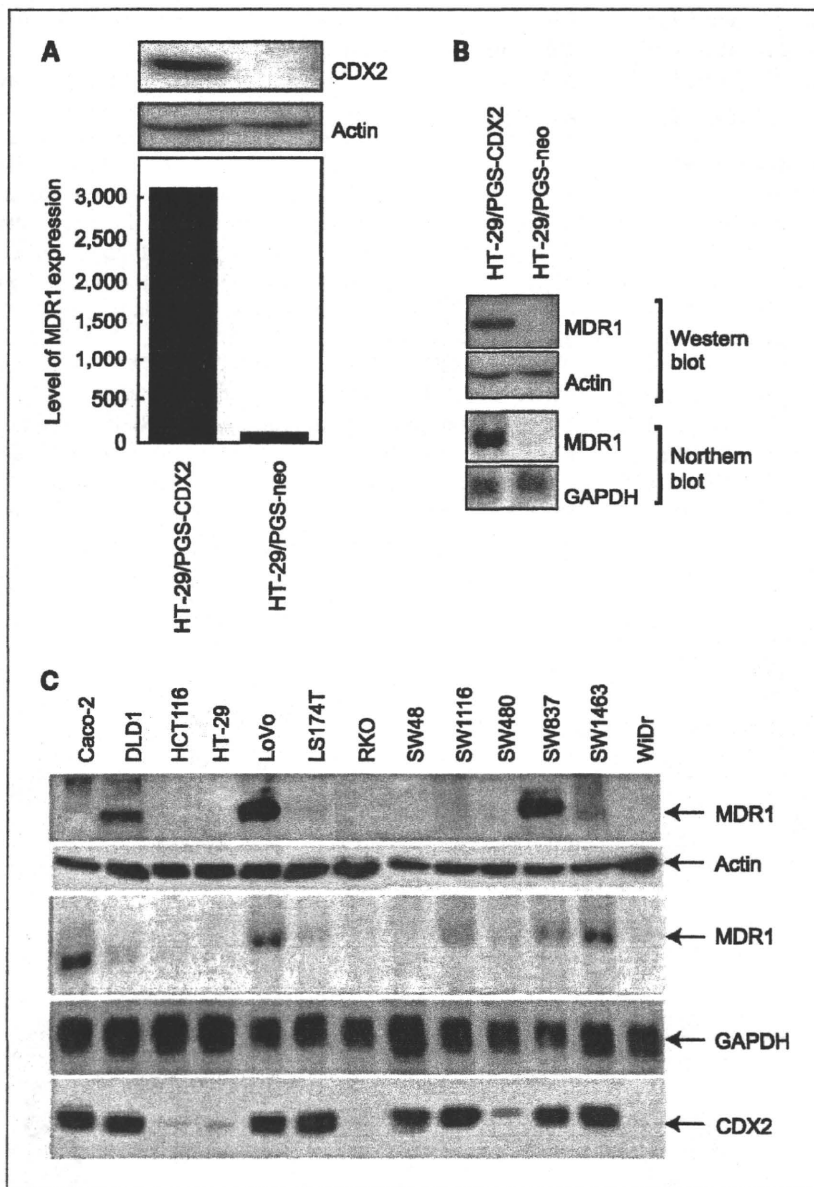 A
CDX2
Actin
Level of MDR1 expression
3,000
2,500
2,000
1,500
1,000
500
0
HT-29/PGS-CDX2
HT-29/PGS-neo
B
HT-29/PGS-CDX2
HT-29/PGS-neo
MDR1
Actin
Western
blot
MDR1
GAPDH
Northern
blot
C
Caco-2
DLD1
HCT116
HT-29
LoVo
LS174T
RKO
SW48
SW1116
SW480
SW837
SW1463
WiDr
MDR1
Actin
MDR1
GAPDH
CDX2